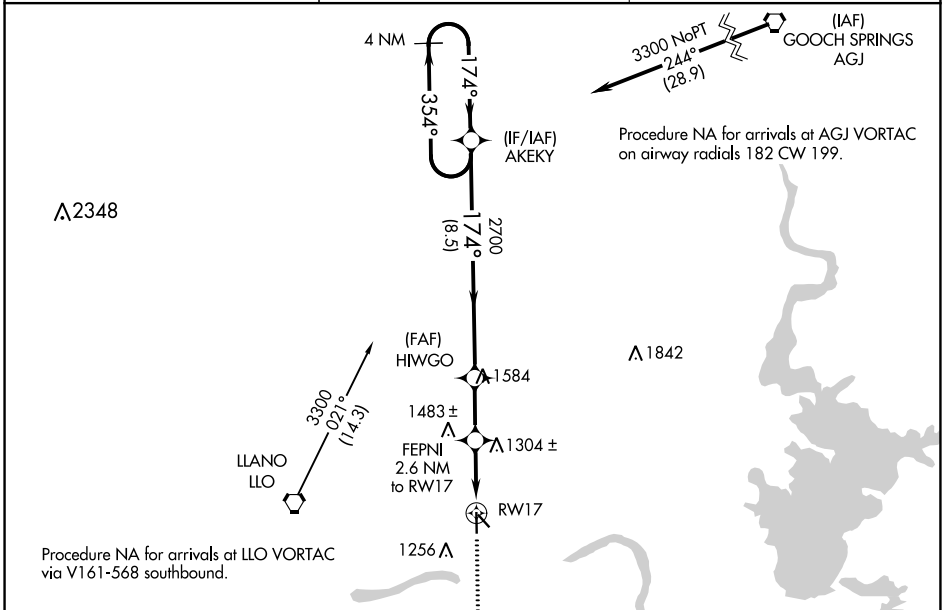 4 NM
174°
354°
(IF/IAF)
AKEKY
3300 NoPT
244°
(28.9)
(IAF)
GOOCH SPRINGS
AGJ
Procedure NA for arrivals at AGJ VORTAC
on airway radials 182 CW 199.
2348
2700
174°
(8.5)
(FAF)
HIWGO
1584
1842
3300
021°
(14.3)
1483 ±
FEPNI
2.6 NM
to RW17
1304 ±
LLANO
LLO
RW17
Procedure NA for arrivals at LLO VORTAC
via V161-568 southbound.
1256